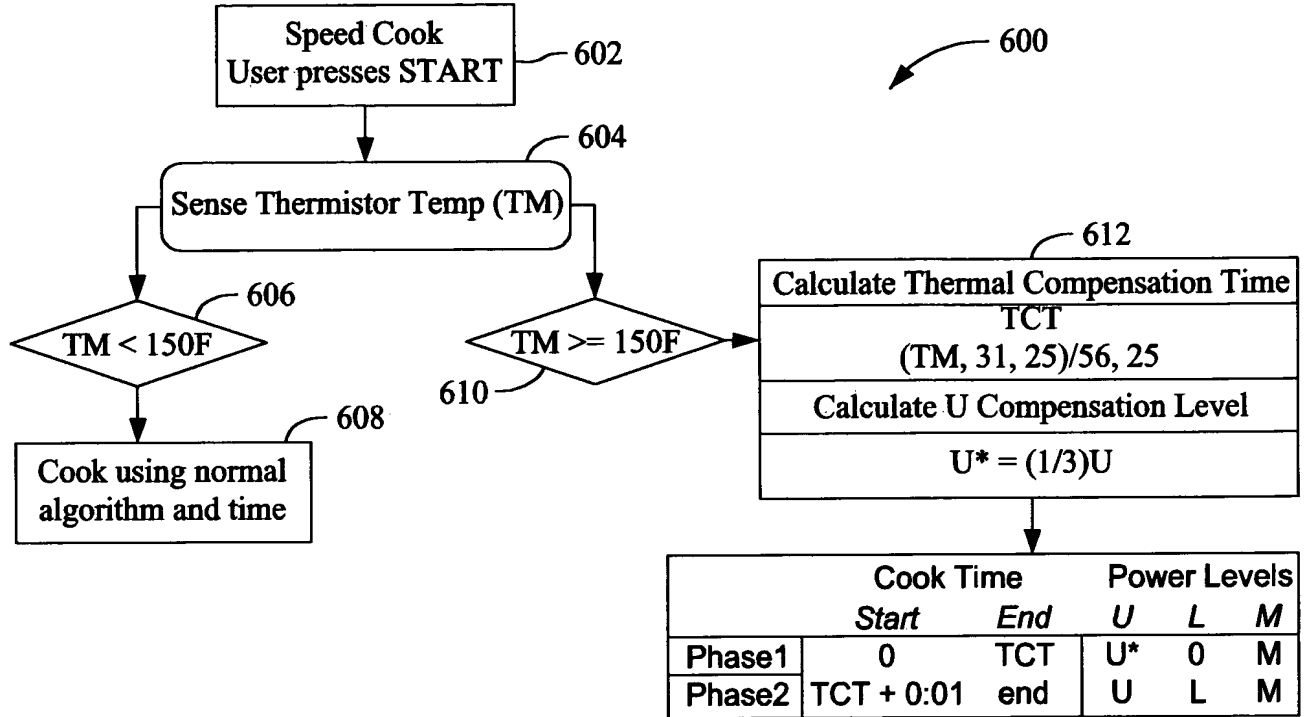 Speed Cook
User presses START
602
600
604
Sense Thermistor Temp (TM)
612
606
TM < 150F
TM >= 150F
610
Calculate Thermal Compensation Time
TCT
(TM, 31, 25)/56, 25
Calculate U Compensation Level
U* = (1/3)U
608
Cook using normal
algorithm and time
Cook Time Power Levels
Start End U L M
Phase1 0 TCT U* 0 M
Phase2 TCT + 0:01 end U L M